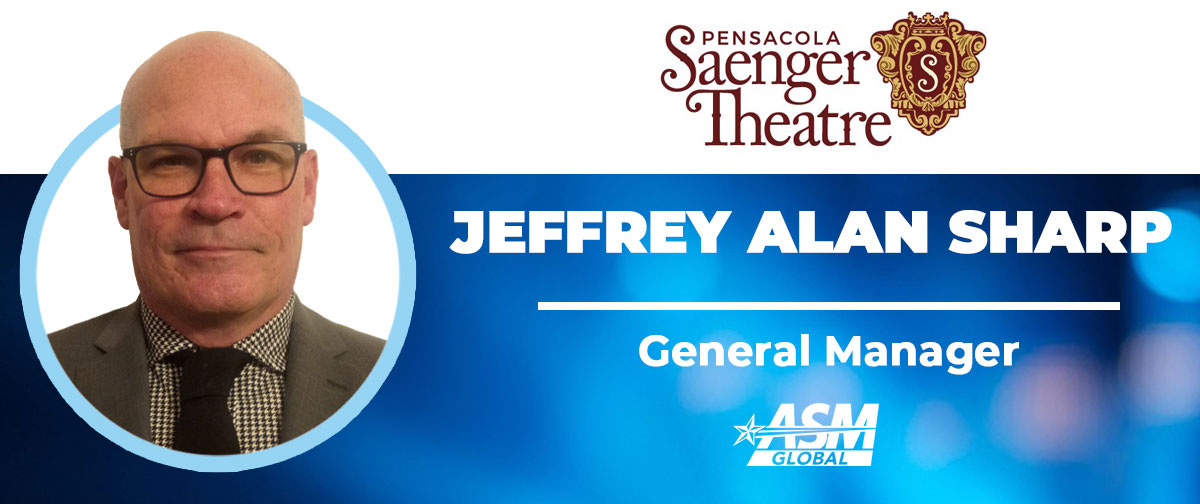 PENSACOLA
Saenger
Theatre
S
JEFFREY ALAN SHARP
General Manager
ASM
GLOBAL